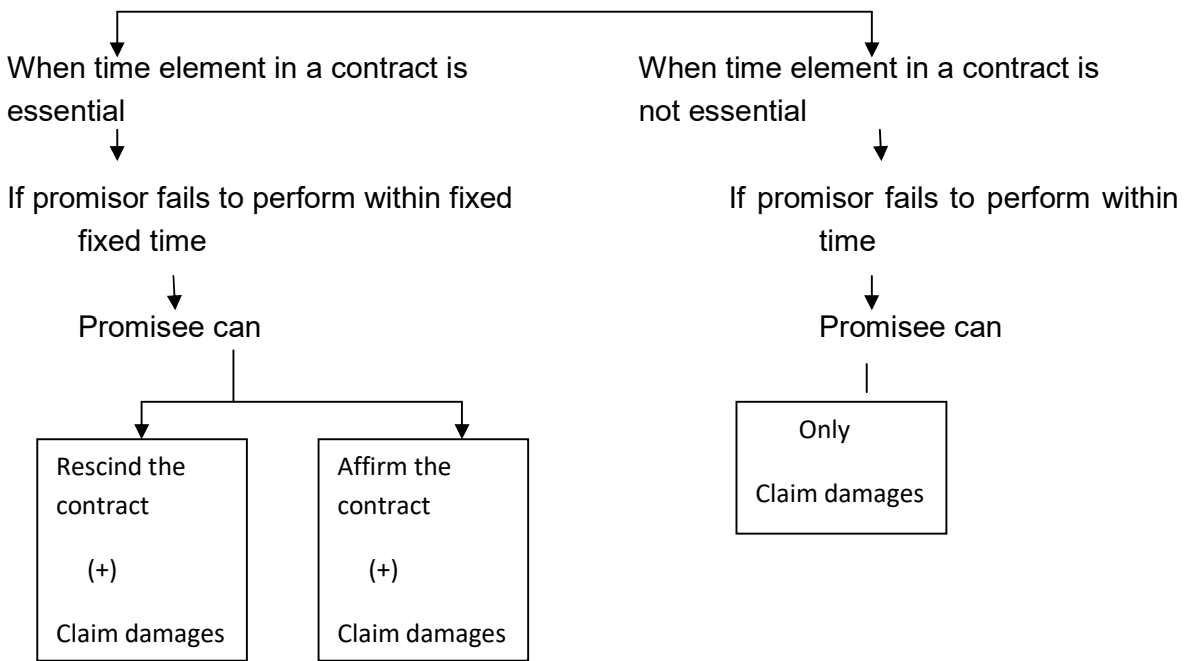 When time element in a contract is
essential
If promisor fails to perform within fixed
fixed time
Promisee can
Rescind the
contract
(+)
Claim damages
Affirm the
contract
(+)
Claim damages
When time element in a contract is
not essential
If promisor fails to perform within
time
Promisee can
Only
Claim damages